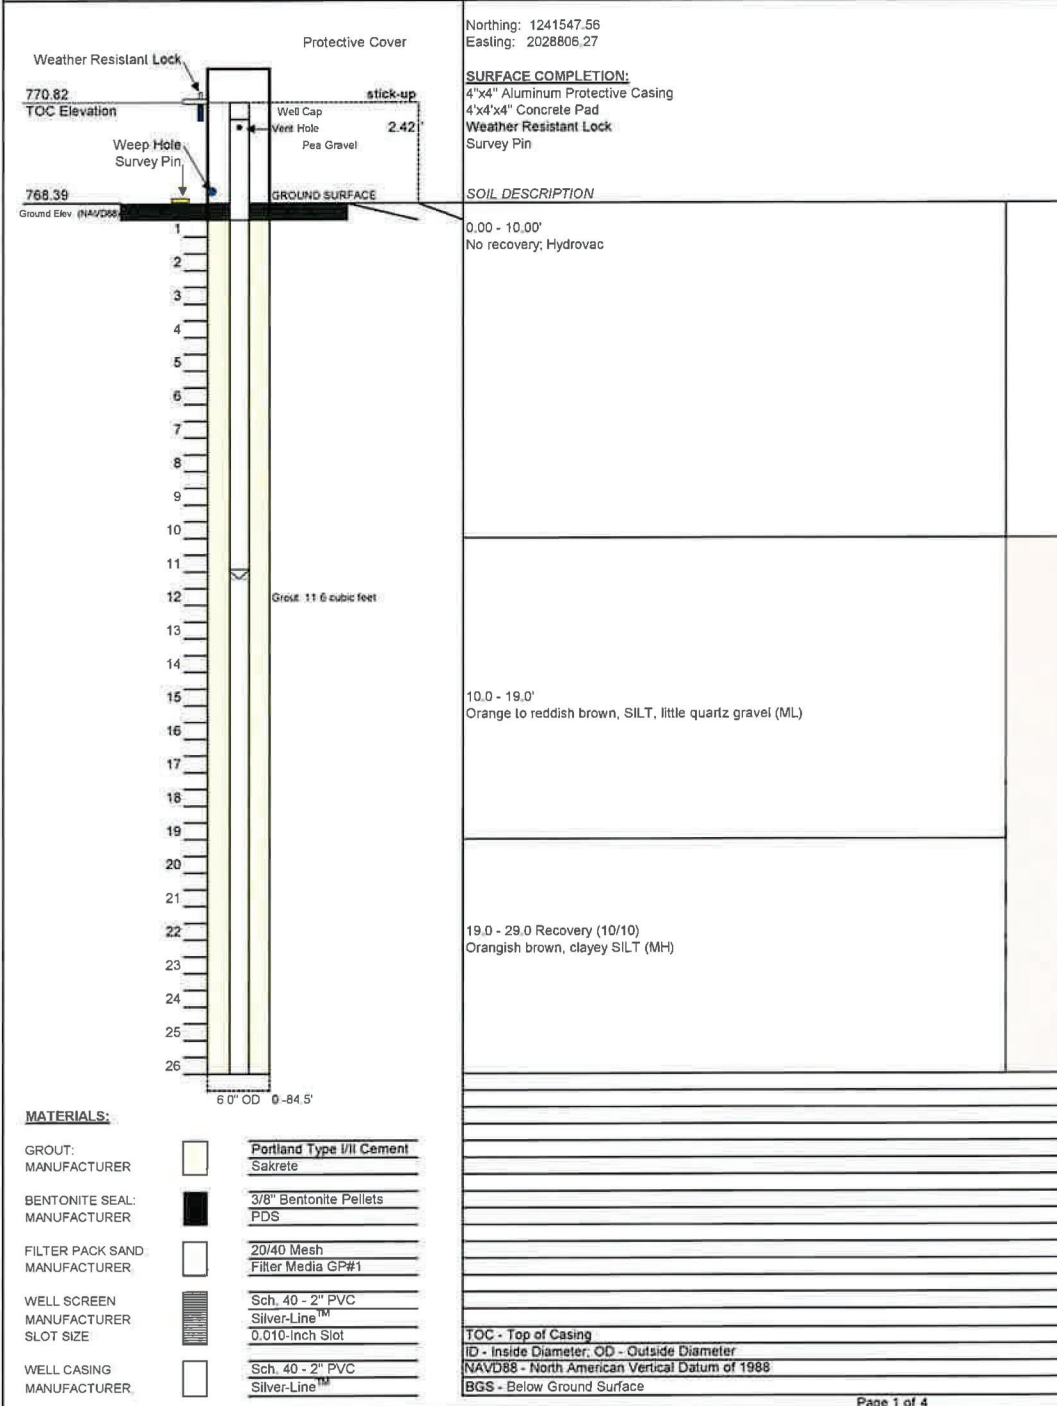 Northing: 1241547.56
Easling: 2028806.27
Protective Cover
Weather Resistant Lock
SURFACE COMPLETION:
770.82
stick-up
4"x4" Aluminum Protective Casing
TOC Elevation
Well Cap
4'x4'x4" Concrete Pad
Vent Hole
2.42'
Weather Resistant Lock
Weep Hole
Pea Gravel
Survey Pin
Survey Pin
768.39
GROUND SURFACE
SOIL DESCRIPTION
Ground Elev. (NAVD88)
0.00 - 10.00'
1
No recovery; Hydrovac
2
3
4
5
6
7
8
9
10
11
12
Grout 11.6 cubic feet
13
14
15
10.0 - 19.0'
Orange to reddish brown, SILT, little quartz gravel (ML)
16
17
18
19
20
21
22
19.0 - 29.0 Recovery (10/10)
Orangish brown, clayey SILT (MH)
23
24
25
26
6.0" OD 0 -84.5'
MATERIALS:
GROUT:
Portland Type I/II Cement
MANUFACTURER
Sakrete
BENTONITE SEAL:
3/8" Bentonite Pellets
MANUFACTURER
PDS
FILTER PACK SAND
20/40 Mesh
MANUFACTURER
Filter Media GP#1
WELL SCREEN
Sch. 40 - 2" PVC
MANUFACTURER
Silver-Line™
SLOT SIZE
0.010-Inch Slot
TOC - Top of Casing
ID - Inside Diameter; OD - Outside Diameter
WELL CASING
Sch. 40 - 2" PVC
NAVD88 - North American Vertical Datum of 1988
MANUFACTURER
Silver-Line™
BGS - Below Ground Surface
Page 1 of 4